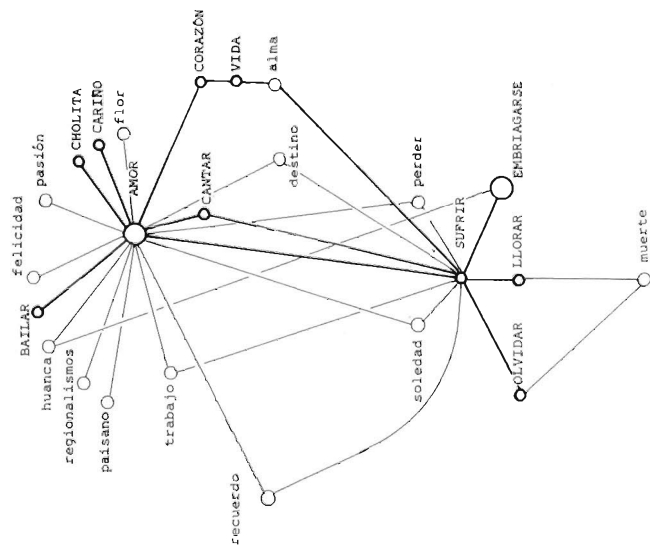 felicidad
pasión
CHOLITA
CARIÑO
flor
AMOR
CORAZÓN
VIDA
alma
BAILAR
CANTAR
destino
huanca
regionalismos
paisano
trabajo
perder
SUFRIR
EMBRIAGARSE
soledad
LLORAR
OLVIDAR
muerte
recuerdo